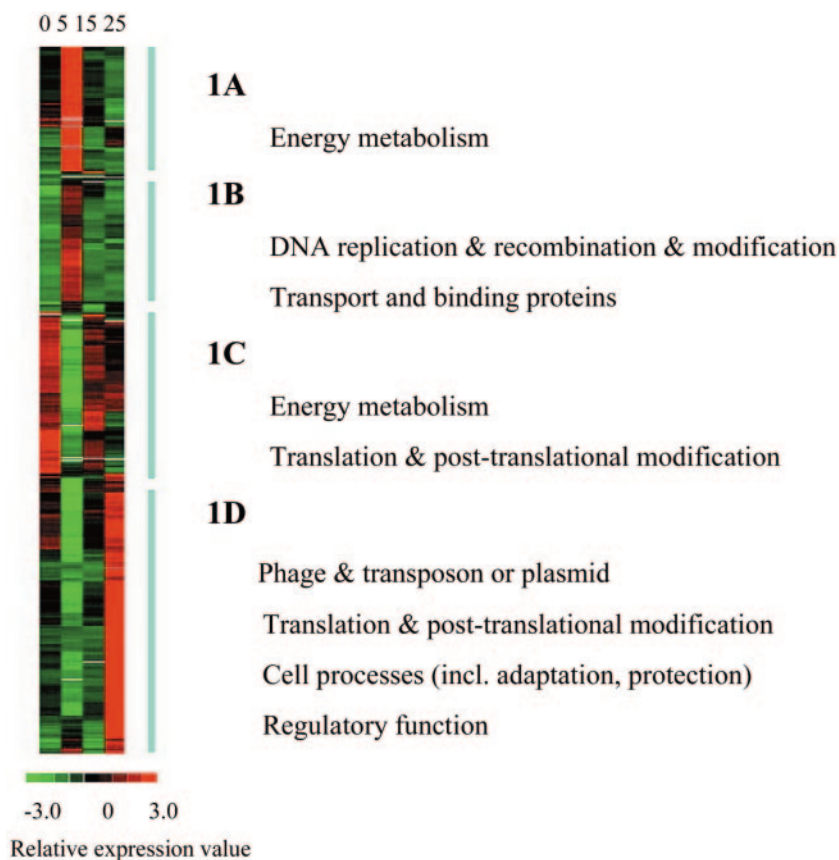 0 5 15 25
1A
Energy metabolism
1B
DNA replication & recombination & modification
Transport and binding proteins
1C
Energy metabolism
Translation & post-translational modification
1D
Phage & transposon or plasmid
Translation & post-translational modification
Cell processes (incl. adaptation, protection)
Regulatory function
-3.0 0 3.0
Relative expression value